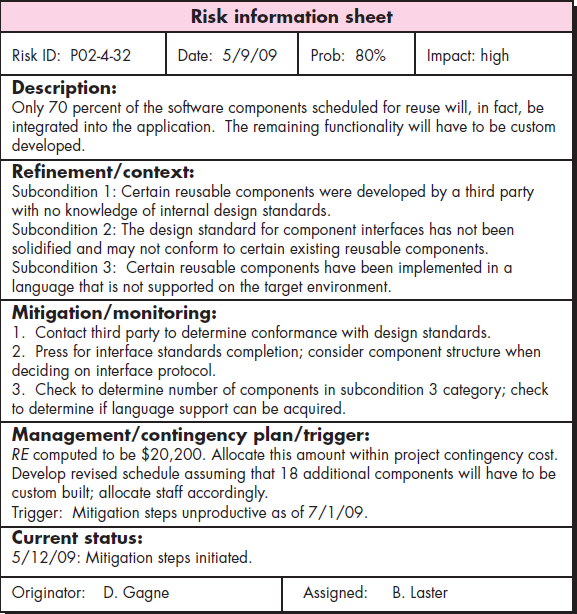 Risk information sheet
Risk ID: P02-4-32 Date: 5/9/09 Prob: 80% Impact: high
Description:
Only 70 percent of the software components scheduled for reuse will, in fact, be
integrated into the application. The remaining functionality will have to be custom
developed.
Refinement/context:
Subcondition 1: Certain reusable components were developed by a third party
with no knowledge of internal design standards.
Subcondition 2: The design standard for component interfaces has not been
solidified and may not conform to certain existing reusable components.
Subcondition 3: Certain reusable components have been implemented in a
language that is not supported on the target environment.
Mitigation/monitoring:
1. Contact third party to determine conformance with design standards.
2. Press for interface standards completion; consider component structure when
deciding on interface protocol.
3. Check to determine number of components in subcondition 3 category; check
to determine if language support can be acquired.
Management/contingency plan/trigger:
RE computed to be $20,200. Allocate this amount within project contingency cost.
Develop revised schedule assuming that 18 additional components will have to be
custom built; allocate staff accordingly.
Trigger: Mitigation steps unproductive as of 7/1/09.
Current status:
5/12/09: Mitigation steps initiated.
Originator: D. Gagne Assigned: B. Laster